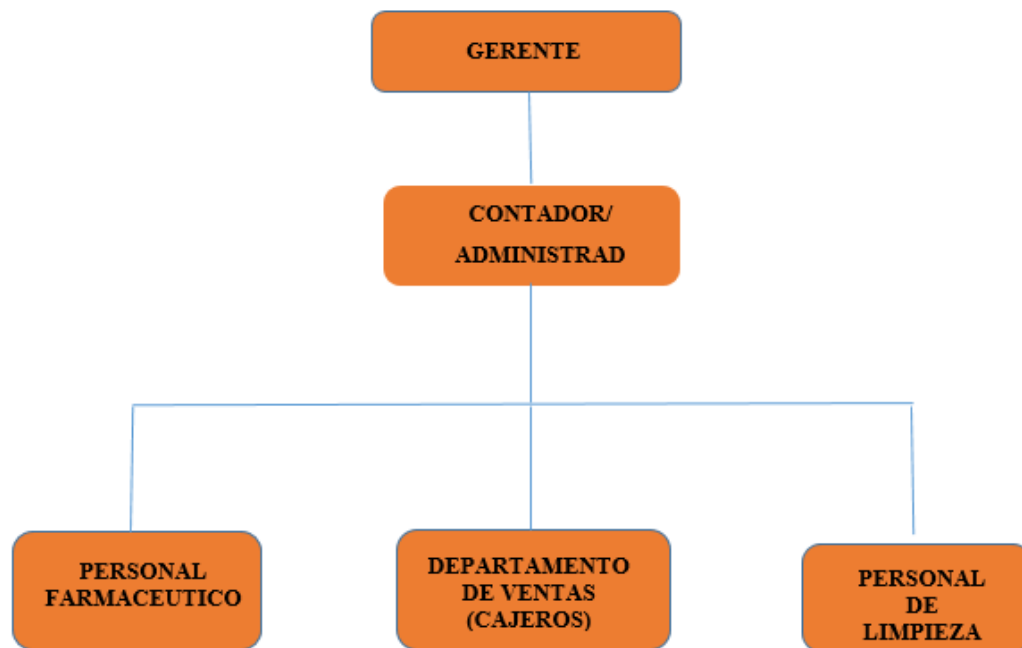 GERENTE
CONTADOR/
ADMINISTRAD
PERSONAL
FARMACEUTICO
DEPARTAMENTO
DE VENTAS
(CAJEROS)
PERSONAL
DE
LIMPIEZA